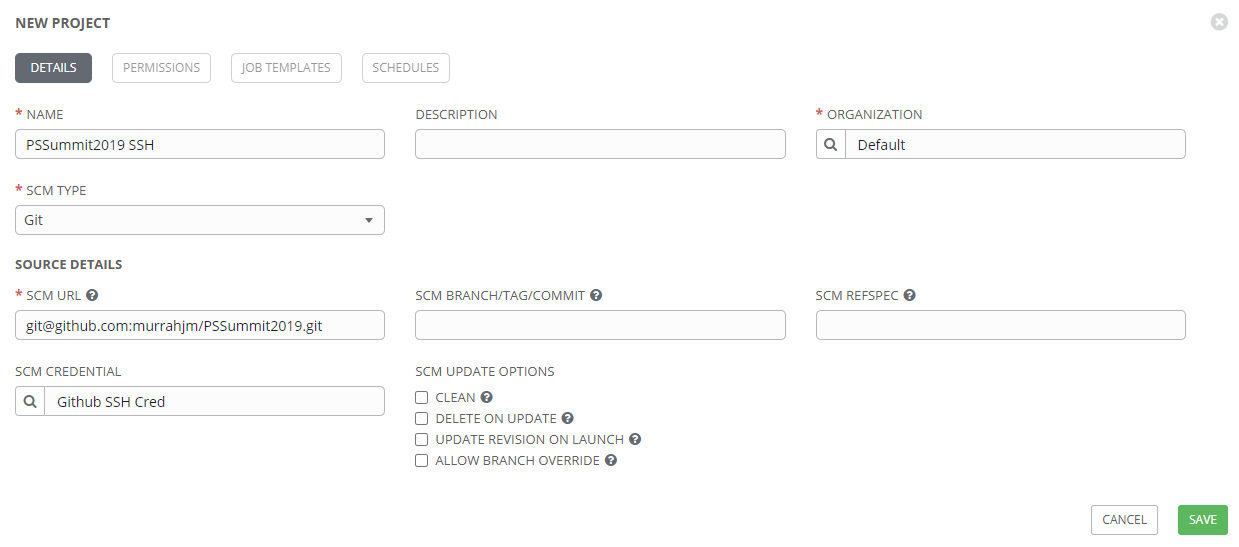 NEW PROJECT
DETAILS PERMISSIONS JOB TEMPLATES SCHEDULES
* NAME DESCRIPTION * ORGANIZATION
PSSummit2019 SSH Default
* SCM TYPE
Git
SOURCE DETAILS
* SCM URL SCM BRANCH/TAG/COMMIT SCM REFSPEC
git@github.com:murrahjm/PSSummit2019.git
SCM CREDENTIAL SCM UPDATE OPTIONS
Github SSH Cred
CLEAN
DELETE ON UPDATE
UPDATE REVISION ON LAUNCH
ALLOW BRANCH OVERRIDE
CANCEL SAVE